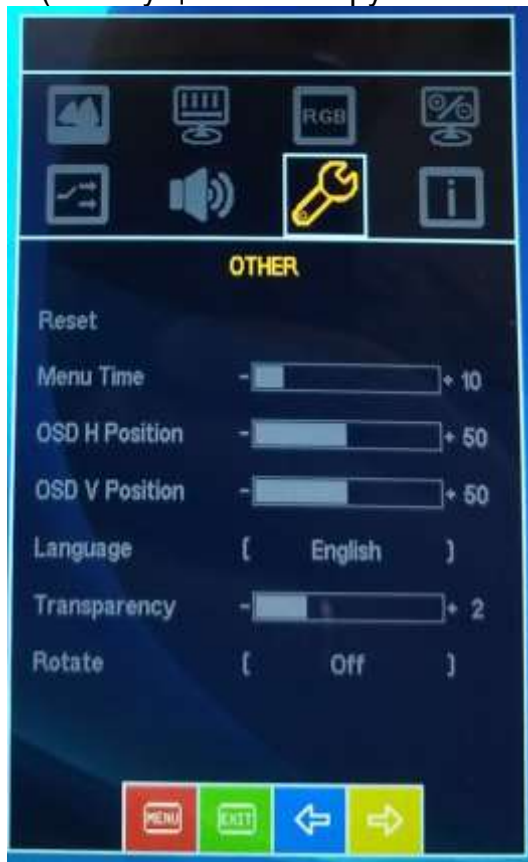 RGB
i
OTHER
Reset
Menu Time - + 10
OSD H Position - + 50
OSD V Position - + 50
Language [ English ]
Transparency - + 2
Rotate [ Off ]
MENU EXIT